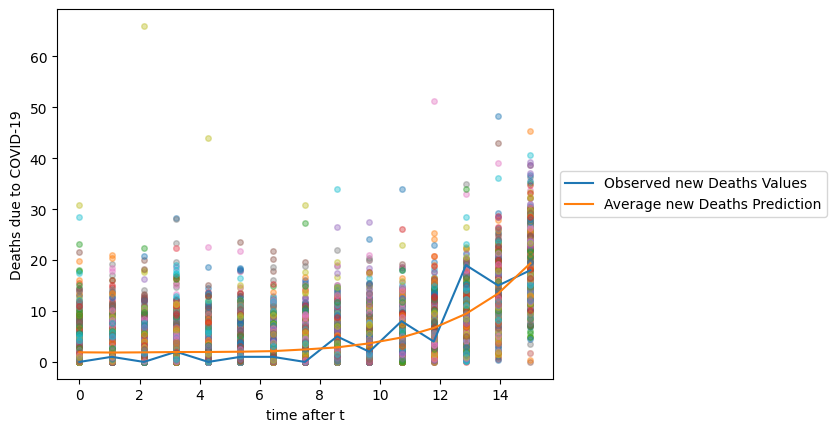 60
50
40
30
20
10
0
Deaths due to COVID-19
0 2 4 6 8 10 12 14
time after t
Observed new Deaths Values
Average new Deaths Prediction